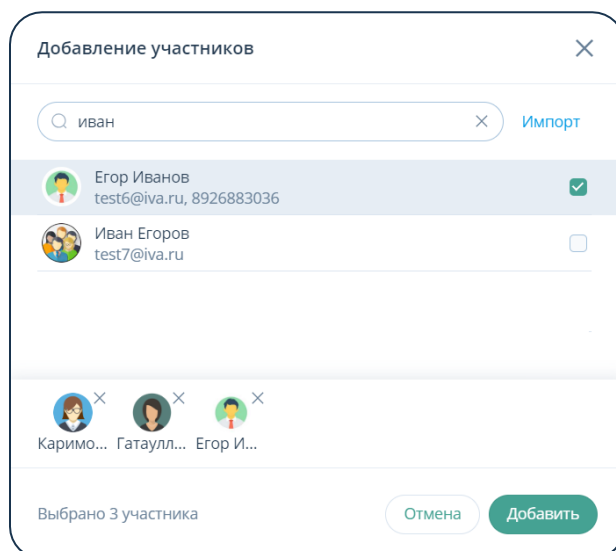 Добавление участников
иван
Импорт
Егор Иванов
test6@iva.ru, 8926883036
Иван Егоров
test7@iva.ru
Каримо... Гатаулл... Егор И...
Выбрано 3 участника
Отмена
Добавить